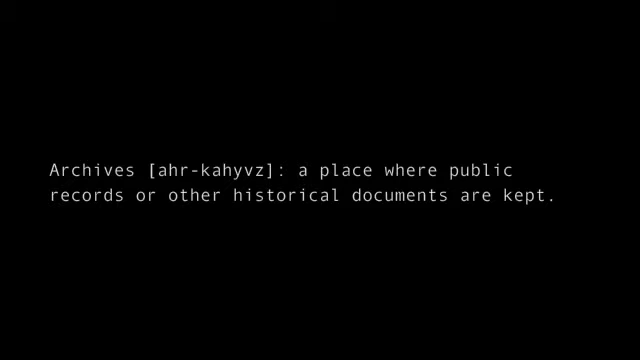 Archives [ahr-kahyvz]: a place where public
records or other historical documents are kept.